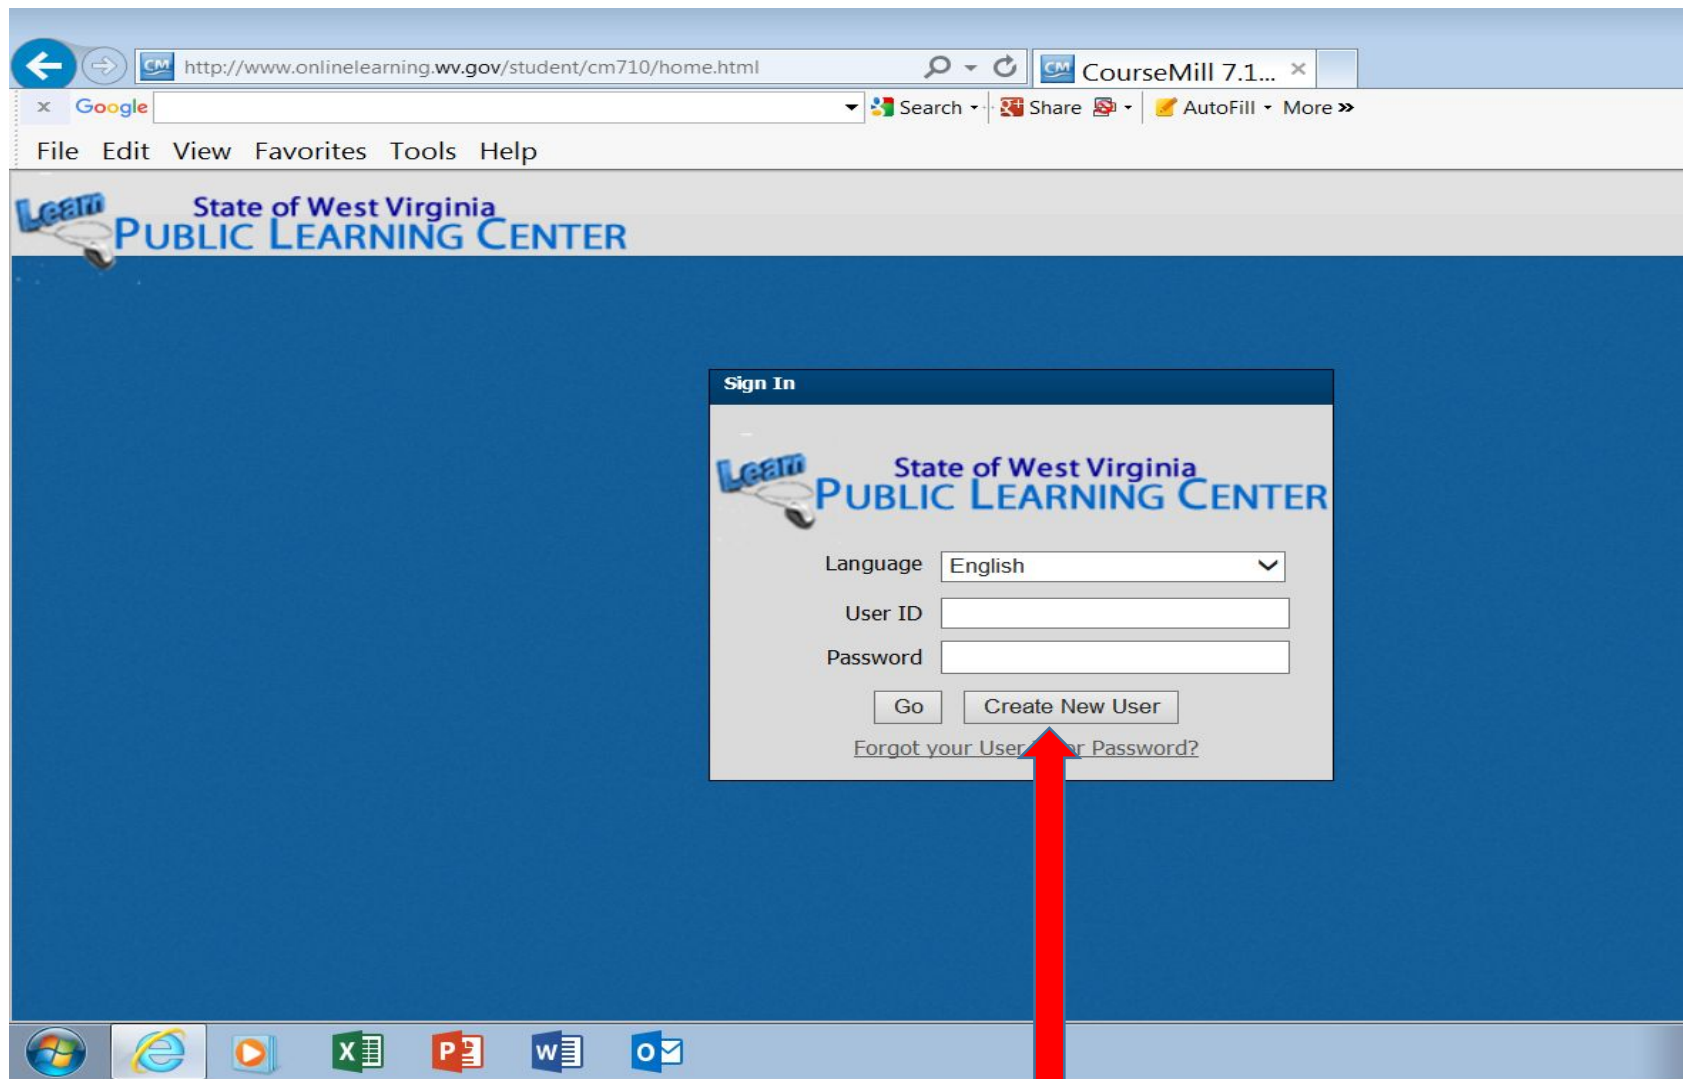 http://www.onlinelearning.wv.gov/student/cm710/home.html
CM CourseMill 7.1...
x Google Search Share AutoFill More »
File Edit View Favorites Tools Help
Learn State of West Virginia
PUBLIC LEARNING CENTER
Sign In
Learn State of West Virginia
PUBLIC LEARNING CENTER
Language English
User ID
Password
Go Create New User
Forgot your User or Password?